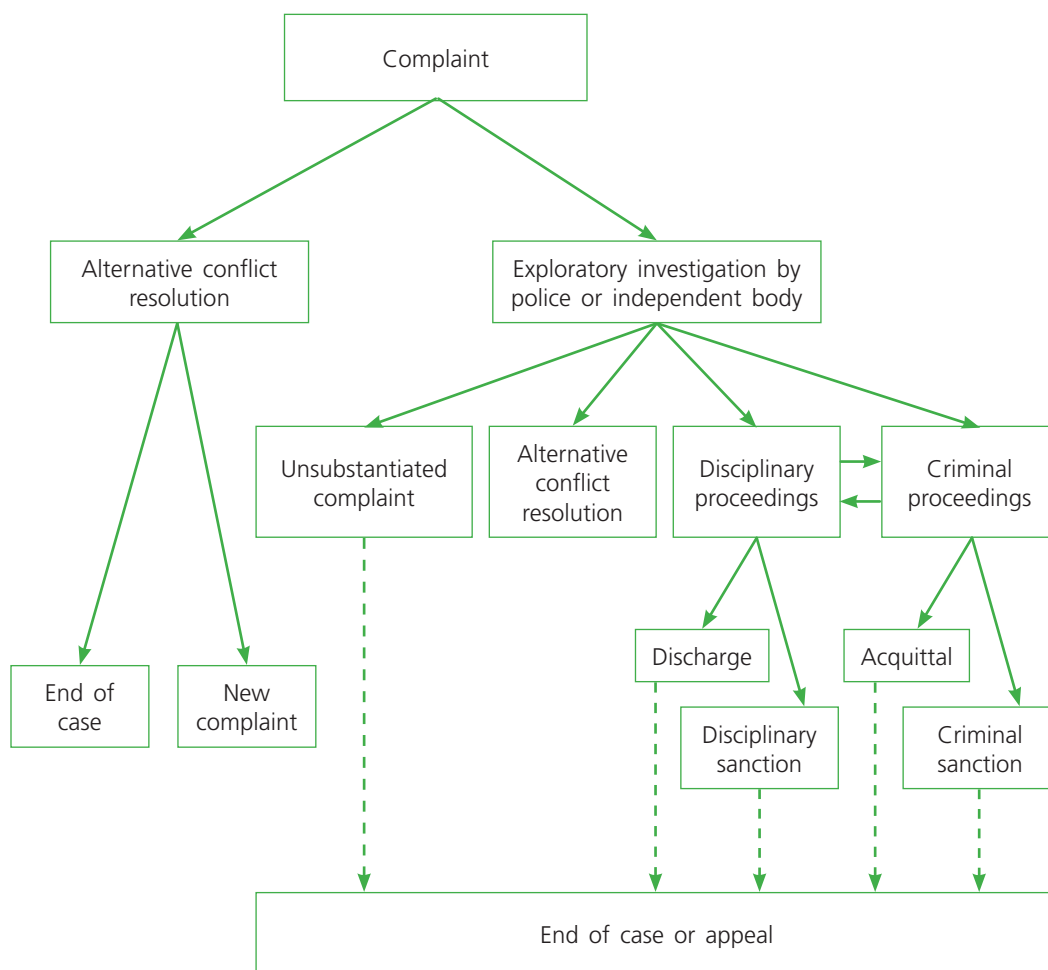 Complaint
Alternative conflict
resolution
Exploratory investigation by
police or independent body
Unsubstantiated
complaint
Alternative
conflict
resolution
Disciplinary
proceedings
Criminal
proceedings
End of
case
New
complaint
Discharge
Acquittal
Disciplinary
sanction
Criminal
sanction
End of case or appeal